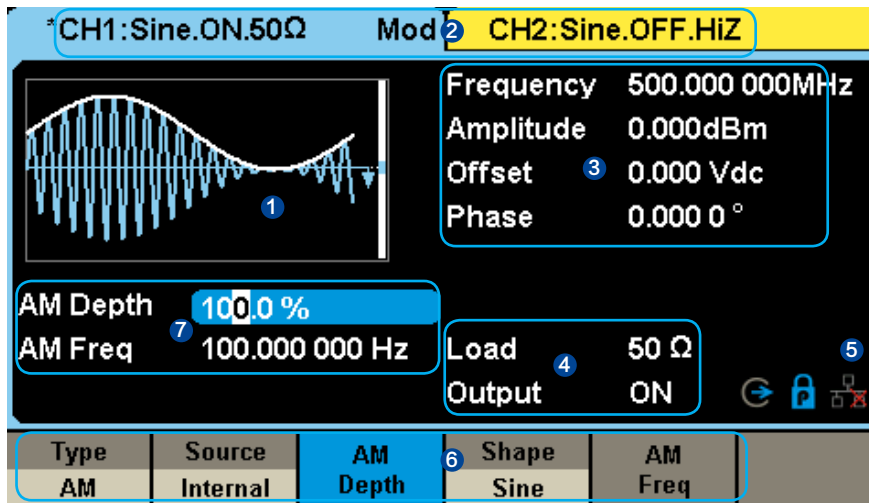 *CH1:Sine.ON.50Ω Mod 2 CH2:Sine.OFF.HiZ
Frequency 500.000 000MHz
Amplitude 0.000dBm
Offset 3 0.000 Vdc
Phase 0.000 0 °
1
AM Depth 100.0 %
7
AM Freq 100.000 000 Hz
Load 50 Ω
4
Output ON
5
P
Type Source AM Depth 6 Shape AM Freq
AM Internal Sine